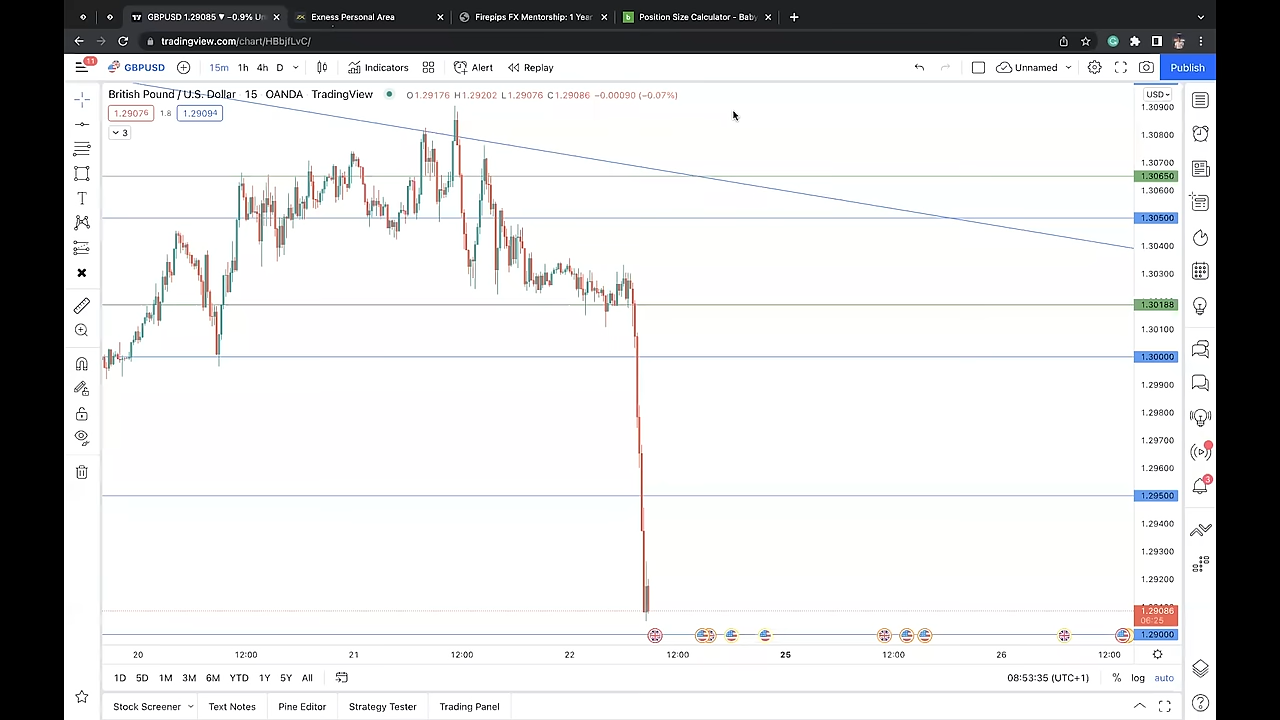 GBPUSD 1.29085 ▼ −0.9% Un
Exness Personal Area
Firepips FX Mentorship: 1 Year
Position Size Calculator - Baby
tradingview.com/chart/HBbjfLvC/
11
GBPUSD
15m 1h 4h D
Indicators
Alert
Replay
Unnamed
Publish
British Pound / U.S. Dollar · 15 · OANDA · TradingView
O1.29176 H1.29202 L1.29076 C1.29086 −0.00090 (−0.07%)
USD
1.29076 1.8 1.29094
3
1.30900
1.30800
1.30700
1.30650
1.30600
1.30500
1.30400
1.30300
1.30188
1.30100
1.30000
1.29900
1.29800
1.29700
1.29600
1.29500
1.29400
1.29300
1.29200
1.29086
06:25
1.29000
3
20 12:00 21 12:00 22 12:00 25 12:00 26 12:00
1D 5D 1M 3M 6M YTD 1Y 5Y All
08:53:35 (UTC+1) % log auto
Stock Screener Text Notes Pine Editor Strategy Tester Trading Panel